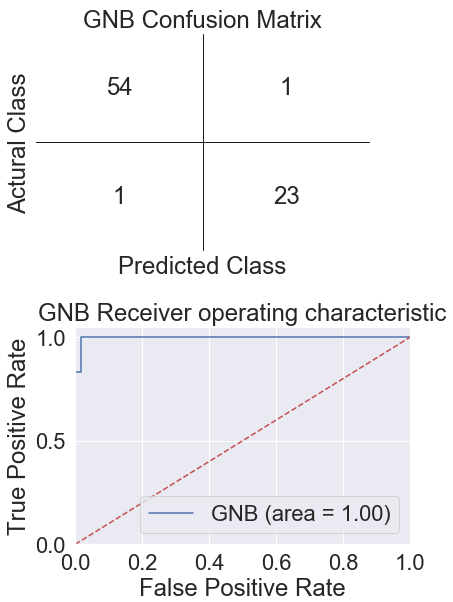 GNB Confusion Matrix
Actural Class
54 1
1 23
Predicted Class
GNB Receiver operating characteristic
True Positive Rate
1.0
0.5
0.0
GNB (area = 1.00)
0.0 0.2 0.4 0.6 0.8 1.0
False Positive Rate